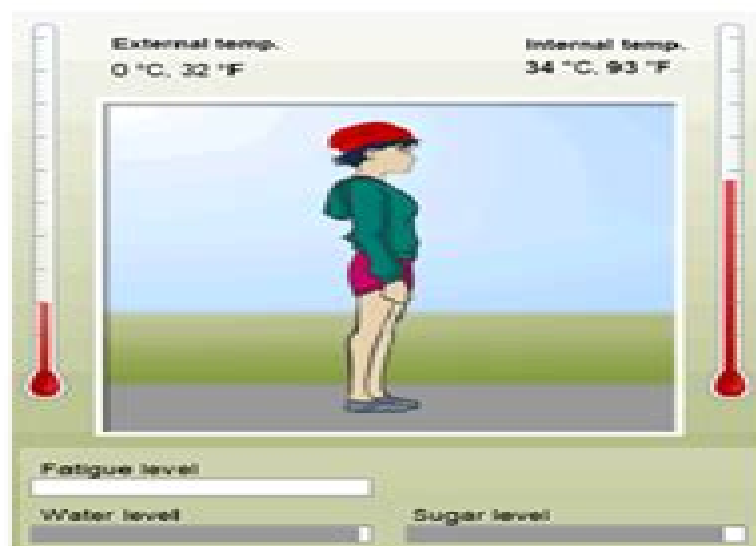 External temp.
0 °C, 32 °F
Internal temp.
34 °C, 93 °F
Fatigue level
Water level
Sugar level